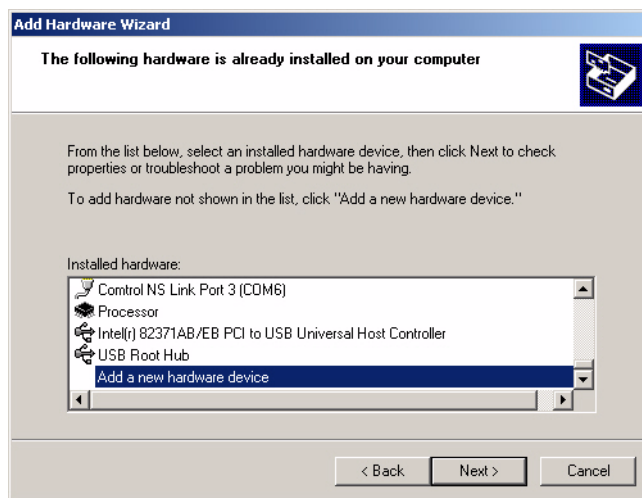 Add Hardware Wizard
The following hardware is already installed on your computer
From the list below, select an installed hardware device, then click Next to check
properties or troubleshoot a problem you might be having.
To add hardware not shown in the list, click "Add a new hardware device."
Installed hardware:
Comtrol NS Link Port 3 (COM6)
Processor
Intel(r) 82371AB/EB PCI to USB Universal Host Controller
USB Root Hub
Add a new hardware device
< Back
Next >
Cancel